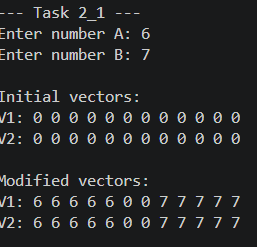 --- Task 2_1 ---
Enter number A: 6
Enter number B: 7
Initial vectors:
V1: 0 0 0 0 0 0 0 0 0 0 0 0
V2: 0 0 0 0 0 0 0 0 0 0 0 0
Modified vectors:
V1: 6 6 6 6 6 0 0 7 7 7 7 7
V2: 6 6 6 6 6 0 0 7 7 7 7 7